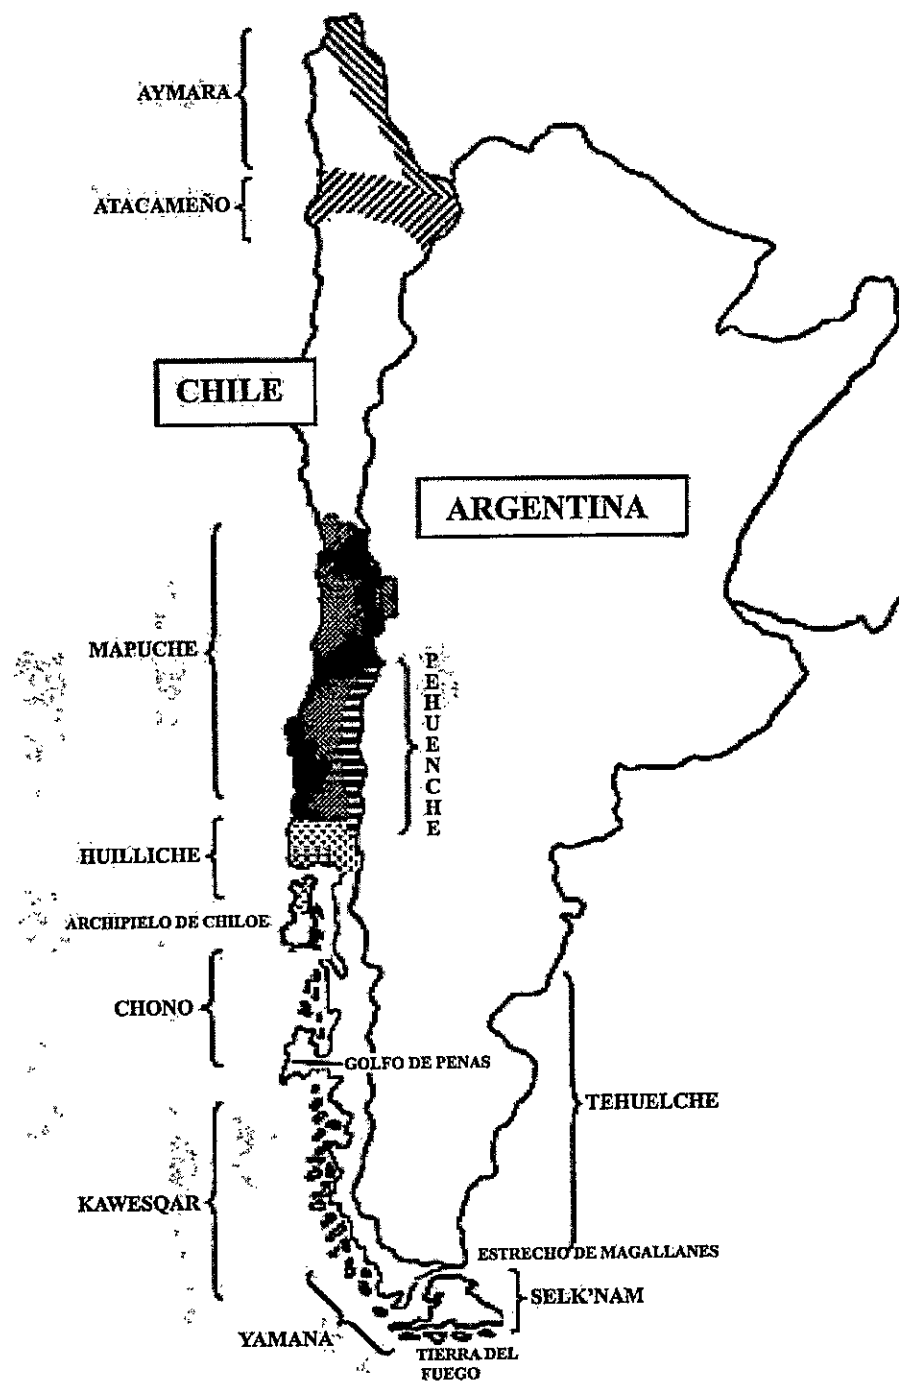 AYMARA
ATACAMEÑO
CHILE
ARGENTINA
MAPUCHE
PEHUENCHE
HUILLICHE
ARCHIPIELO DE CHILOE
CHONO
GOLFO DE PENAS
TEHUELCHE
KAWESQAR
ESTRECHO DE MAGALLANES
SELK'NAM
YAMANA
TIERRA DEL
FUEGO